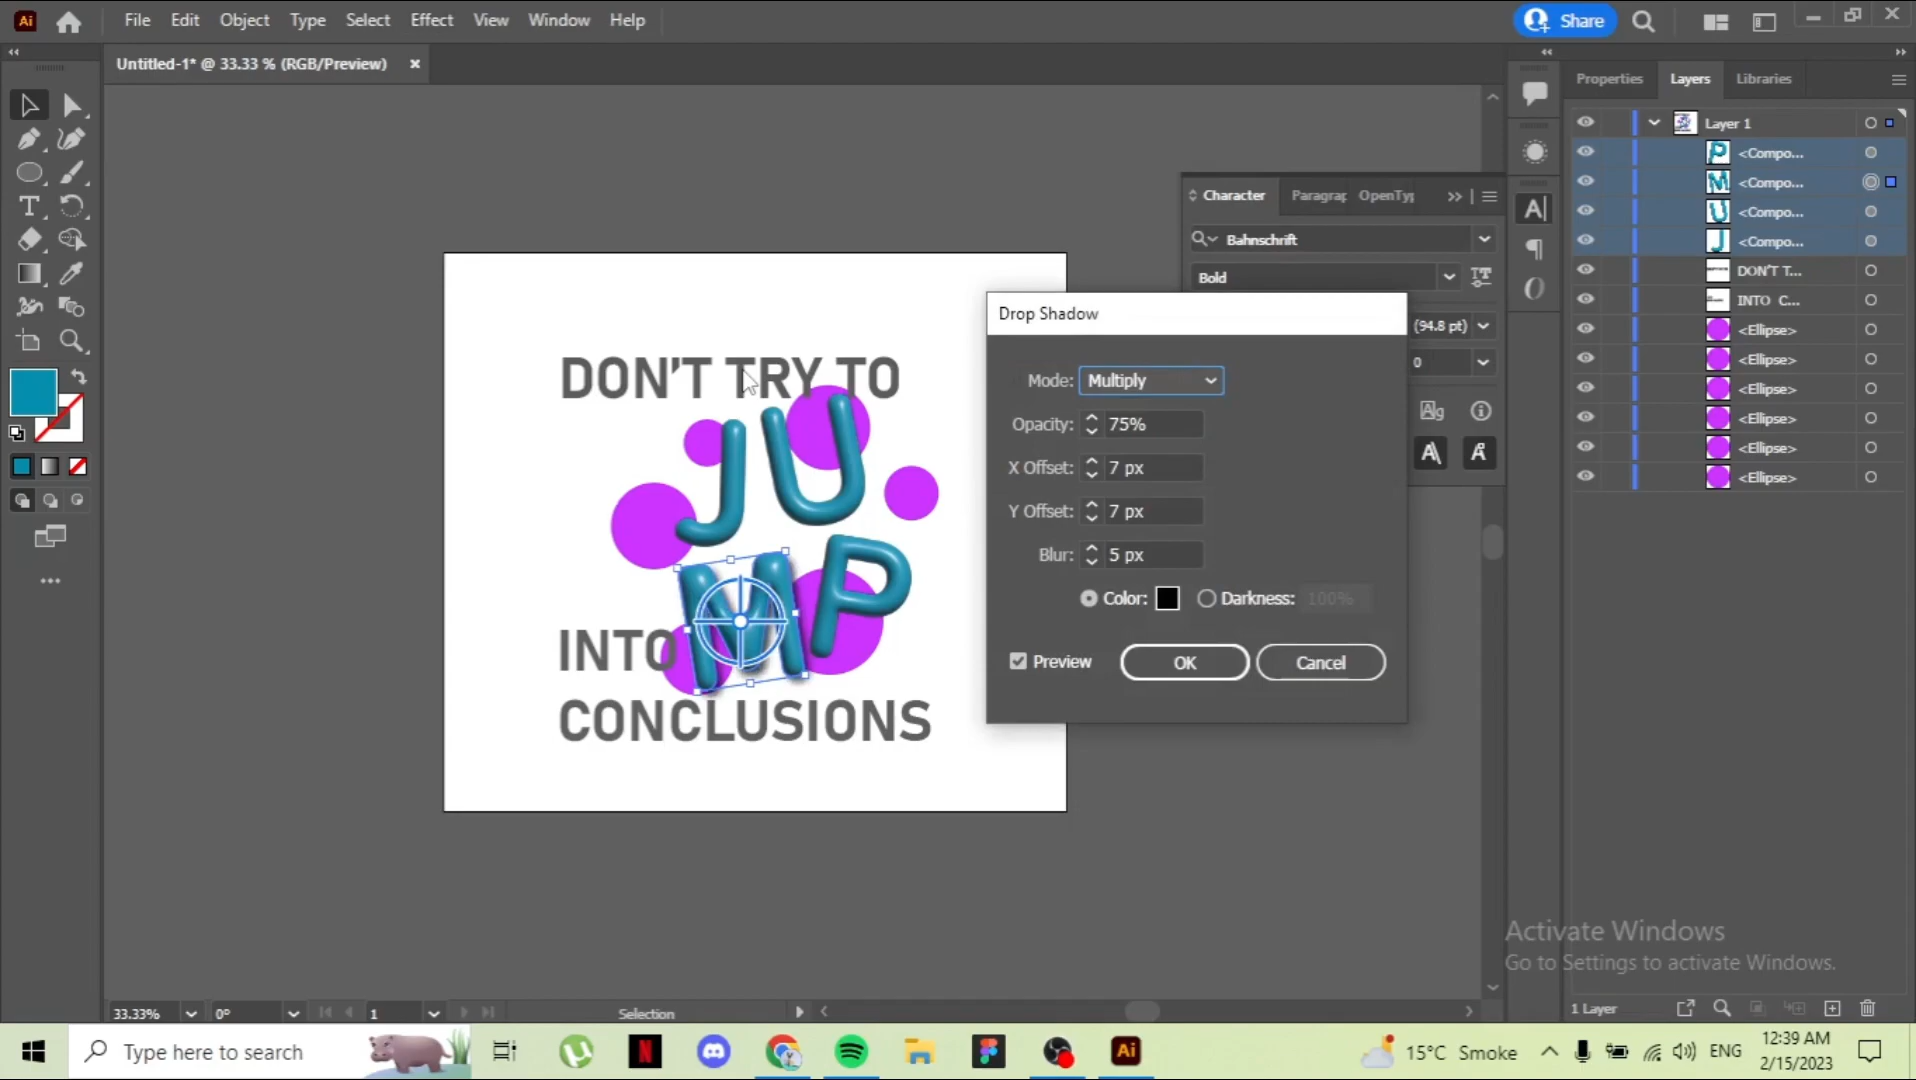 Ai File Edit Object Type Select Effect View Window Help Share
Untitled-1* @ 33.33 % (RGB/Preview)
Properties Layers Libraries
Layer 1
<Compo...
<Compo...
<Compo...
<Compo...
DON'T T...
INTO C...
<Ellipse>
<Ellipse>
<Ellipse>
<Ellipse>
<Ellipse>
<Ellipse>
Character Paragrap OpenTyp
Bahnschrift
Bold
(94.8 pt)
0
Drop Shadow
Mode: Multiply
Opacity: 75%
X Offset: 7 px
Y Offset: 7 px
Blur: 5 px
Color: Darkness: 100%
Preview OK Cancel
DON'T TRY TO
JU
MP
INTO
CONCLUSIONS
Activate Windows
Go to Settings to activate Windows.
33.33% 0° 1 Selection
1 Layer
Type here to search
15°C Smoke ENG 12:39 AM
2/15/2023